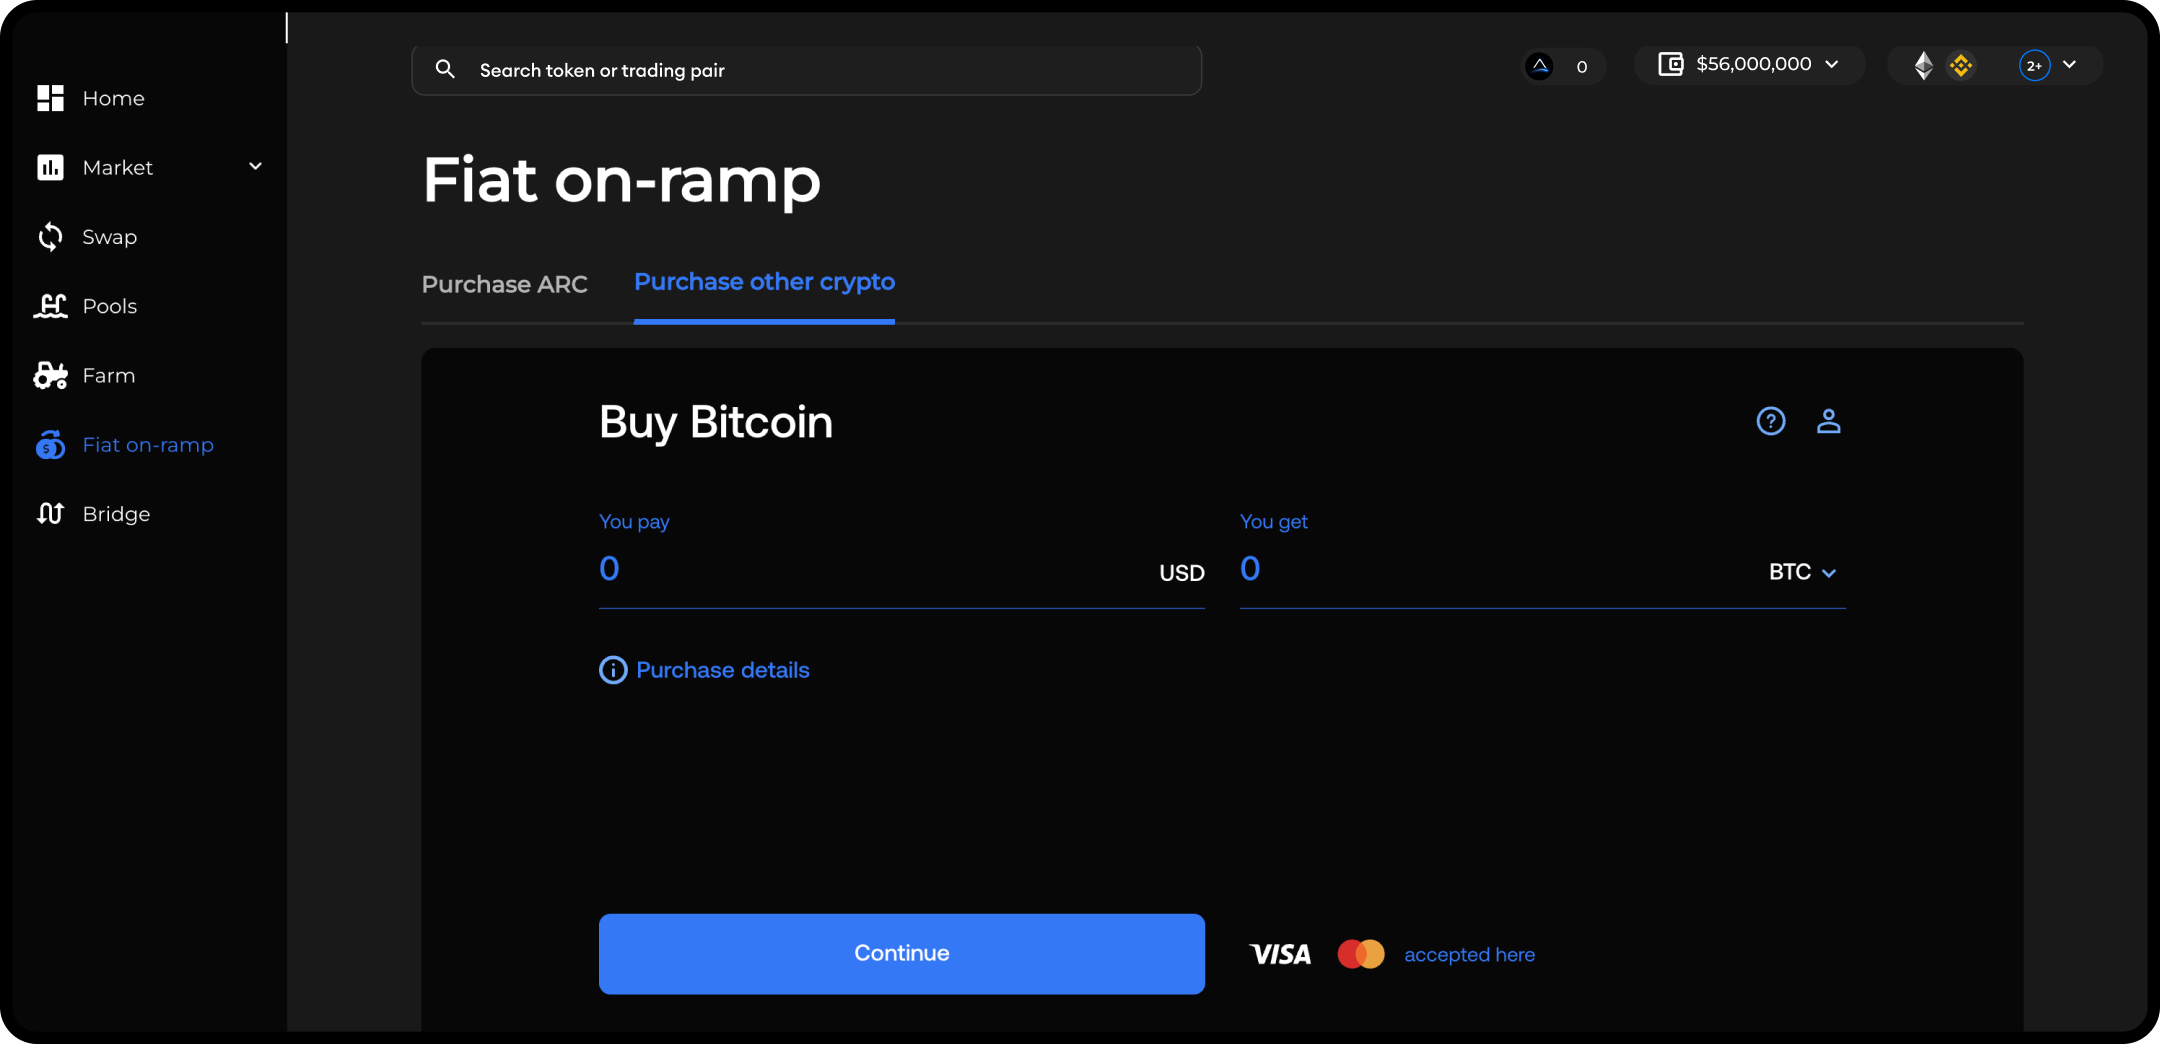 Search token or trading pair
0
$56,000,000
2+
Home
Market
Swap
Pools
Farm
Fiat on-ramp
Bridge
Fiat on-ramp
Purchase ARC
Purchase other crypto
Buy Bitcoin
?
You pay
0
USD
You get
0
BTC
Purchase details
Continue
VISA
accepted here